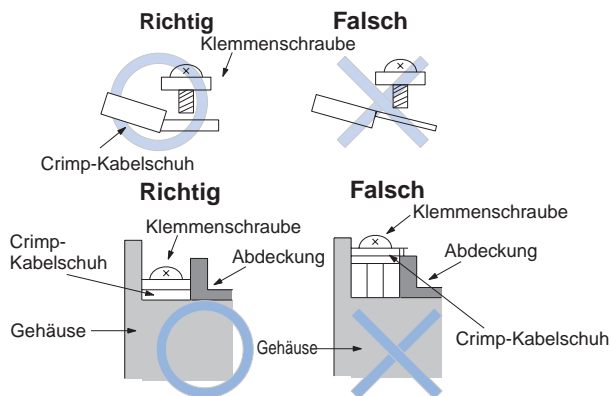 Richtig
Falsch
Klemmenschraube
Crimp-Kabelschuh
Richtig
Falsch
Klemmenschraube
Klemmenschraube
Crimp-
Kabelschuh
Abdeckung
Abdeckung
Gehäuse
Gehäuse
Crimp-Kabelschuh